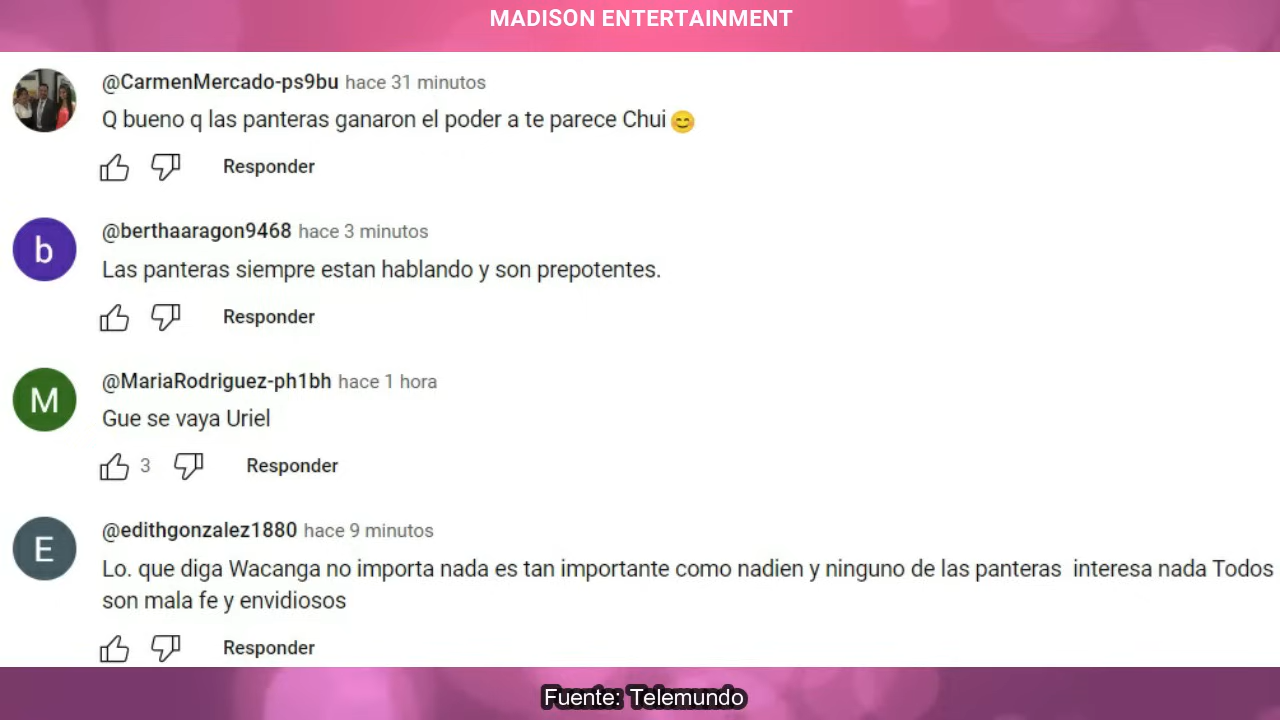 MADISON ENTERTAINMENT
@CarmenMercado-ps9bu hace 31 minutos
Q bueno q las panteras ganaron el poder a te parece Chui😊
Responder
b
@berthaaragon9468 hace 3 minutos
Las panteras siempre estan hablando y son prepotentes.
Responder
M
@MariaRodriguez-ph1bh hace 1 hora
Gue se vaya Uriel
3 Responder
E
@edithgonzalez1880 hace 9 minutos
Lo. que diga Wacanga no importa nada es tan importante como nadien y ninguno de las panteras interesa nada Todos
son mala fe y envidiosos
Responder
Fuente: Telemundo